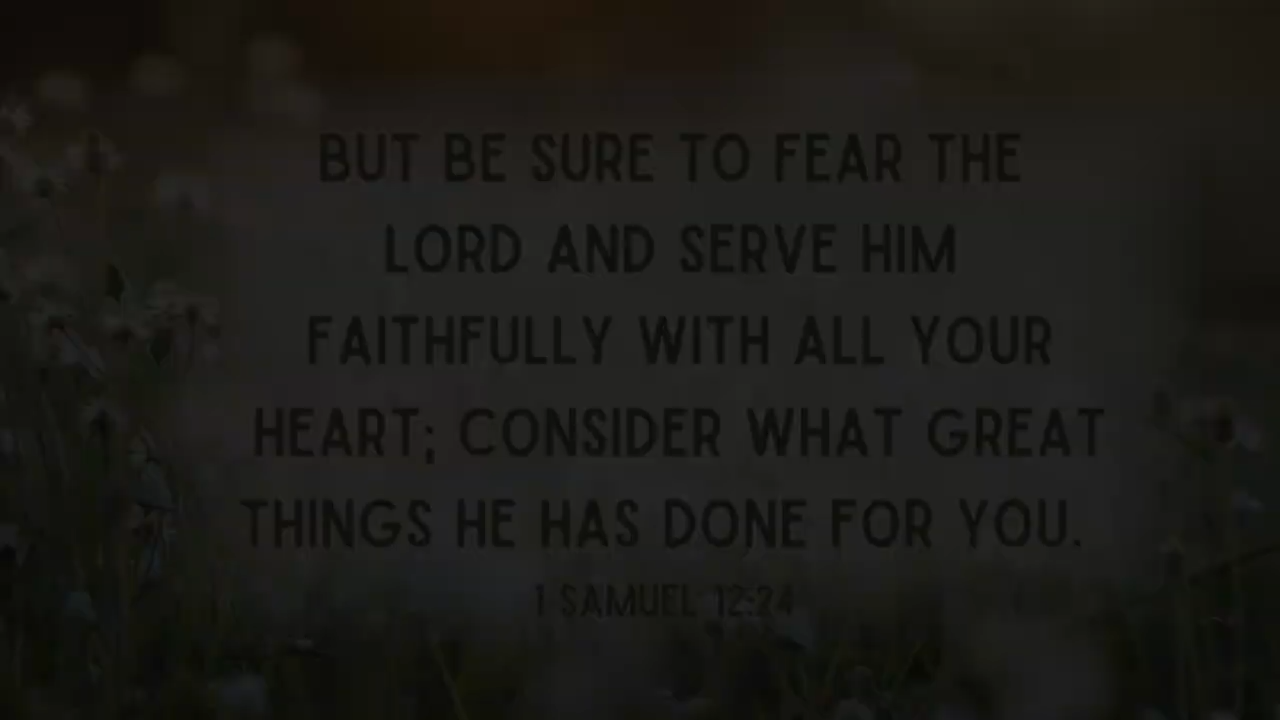 BUT BE SURE TO FEAR THE
LORD AND SERVE HIM
FAITHFULLY WITH ALL YOUR
HEART; CONSIDER WHAT GREAT
THINGS HE HAS DONE FOR YOU.
1 SAMUEL 12:24